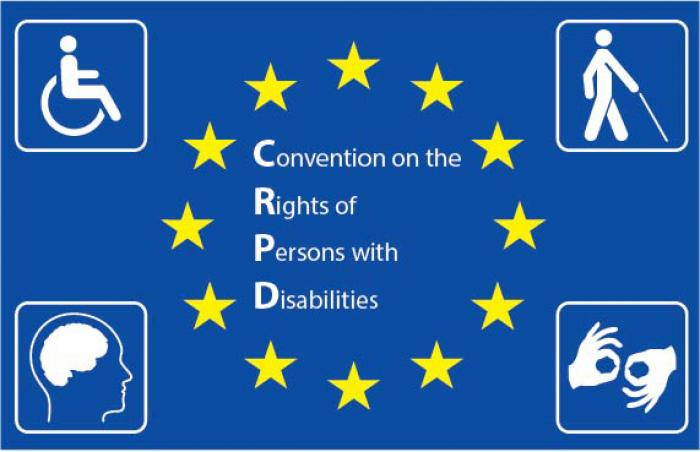 Convention on the
Rights of
Persons with
Disabilities